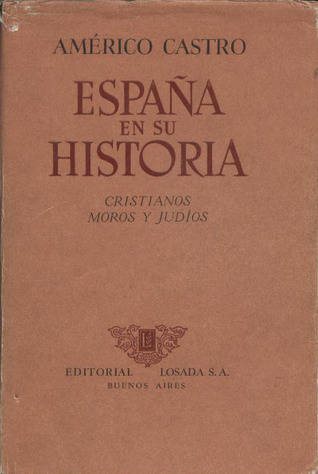 AMÉRICO CASTRO
ESPAÑA
EN SU
HISTORIA
CRISTIANOS
MOROS Y JUDÍOS
EDITORIAL LOSADA S. A.
BUENOS AIRES